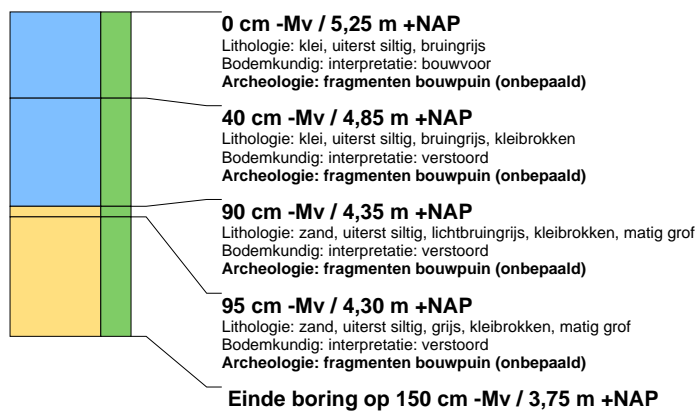 0 cm -Mv / 5,25 m +NAP
Lithologie: klei, uiterst siltig, bruingrijs
Bodemkundig: interpretatie: bouwvoor
Archeologie: fragmenten bouwpuin (onbepaald)
40 cm -Mv / 4,85 m +NAP
Lithologie: klei, uiterst siltig, bruingrijs, kleibrokken
Bodemkundig: interpretatie: verstoord
Archeologie: fragmenten bouwpuin (onbepaald)
90 cm -Mv / 4,35 m +NAP
Lithologie: zand, uiterst siltig, lichtbruingrijs, kleibrokken, matig grof
Bodemkundig: interpretatie: verstoord
Archeologie: fragmenten bouwpuin (onbepaald)
95 cm -Mv / 4,30 m +NAP
Lithologie: zand, uiterst siltig, grijs, kleibrokken, matig grof
Bodemkundig: interpretatie: verstoord
Archeologie: fragmenten bouwpuin (onbepaald)
Einde boring op 150 cm -Mv / 3,75 m +NAP